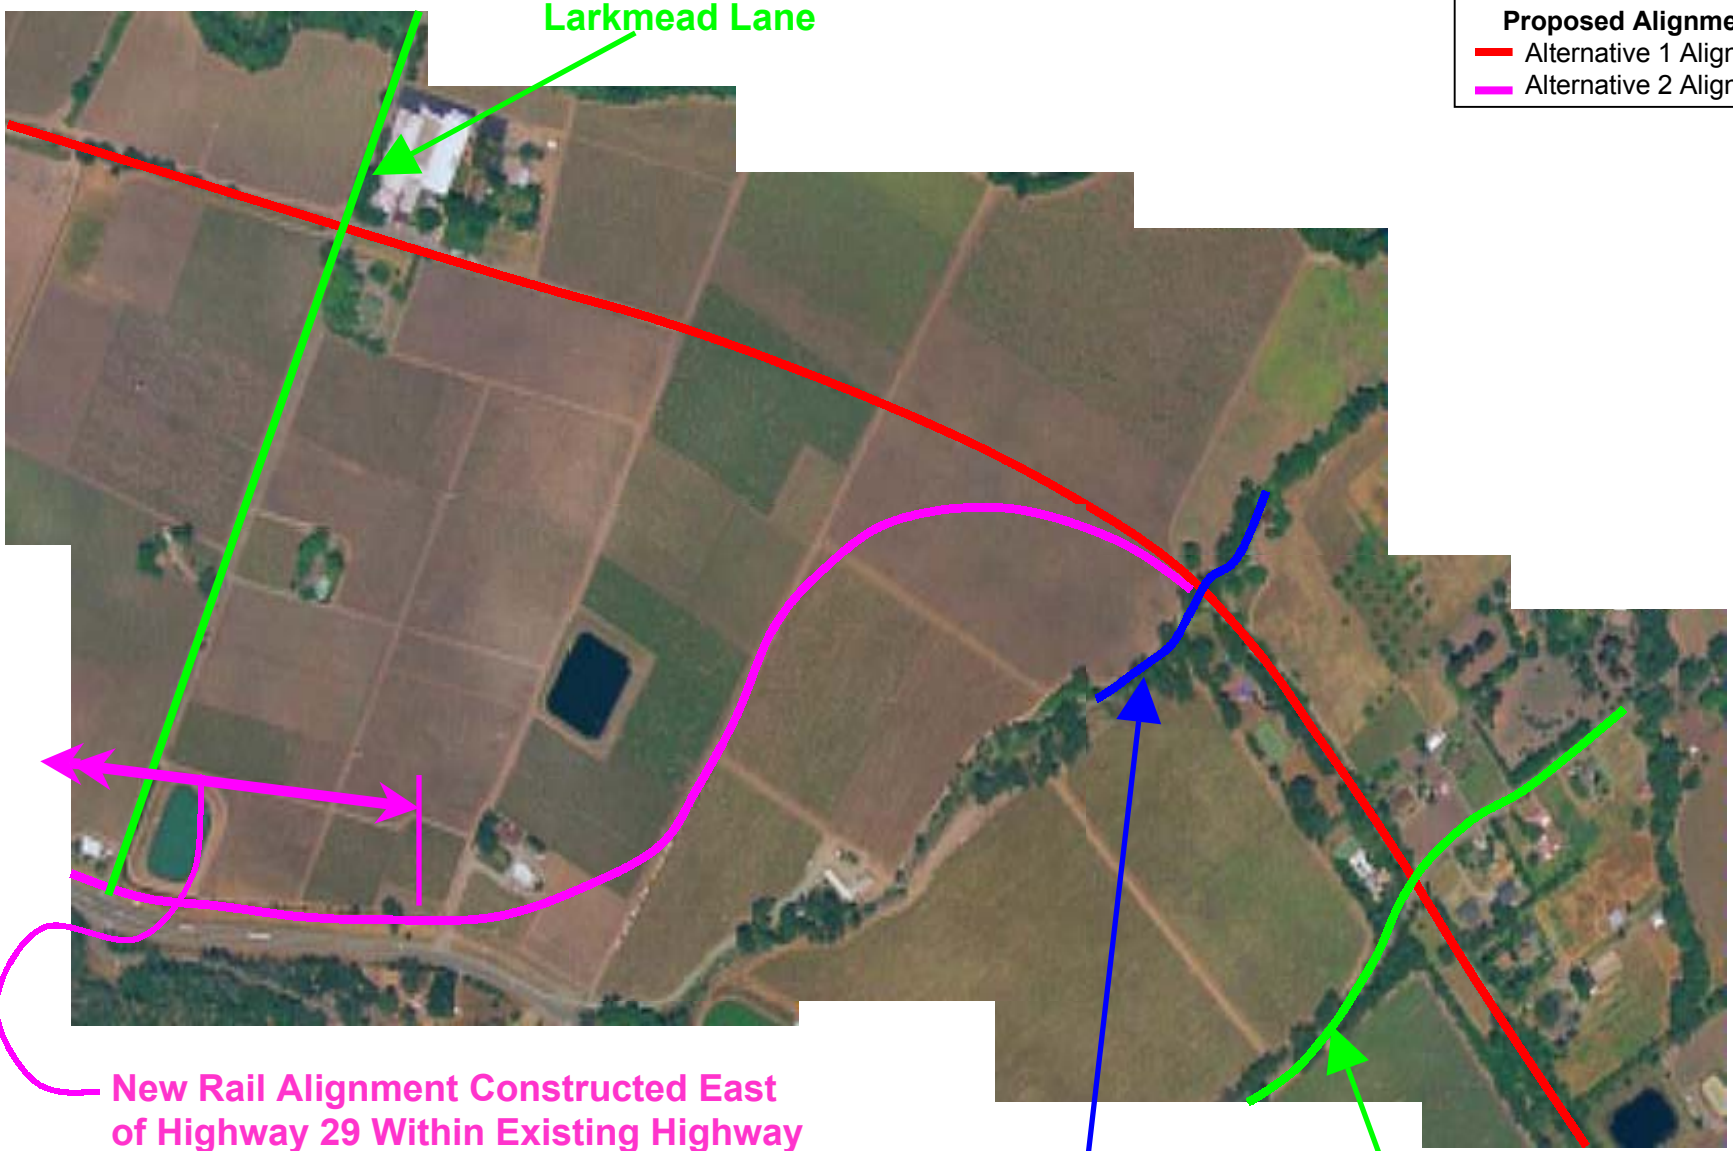 Larkmead Lane
Proposed Alignme
Alternative 1 Align
Alternative 2 Align
New Rail Alignment Constructed East
of Highway 29 Within Existing Highway